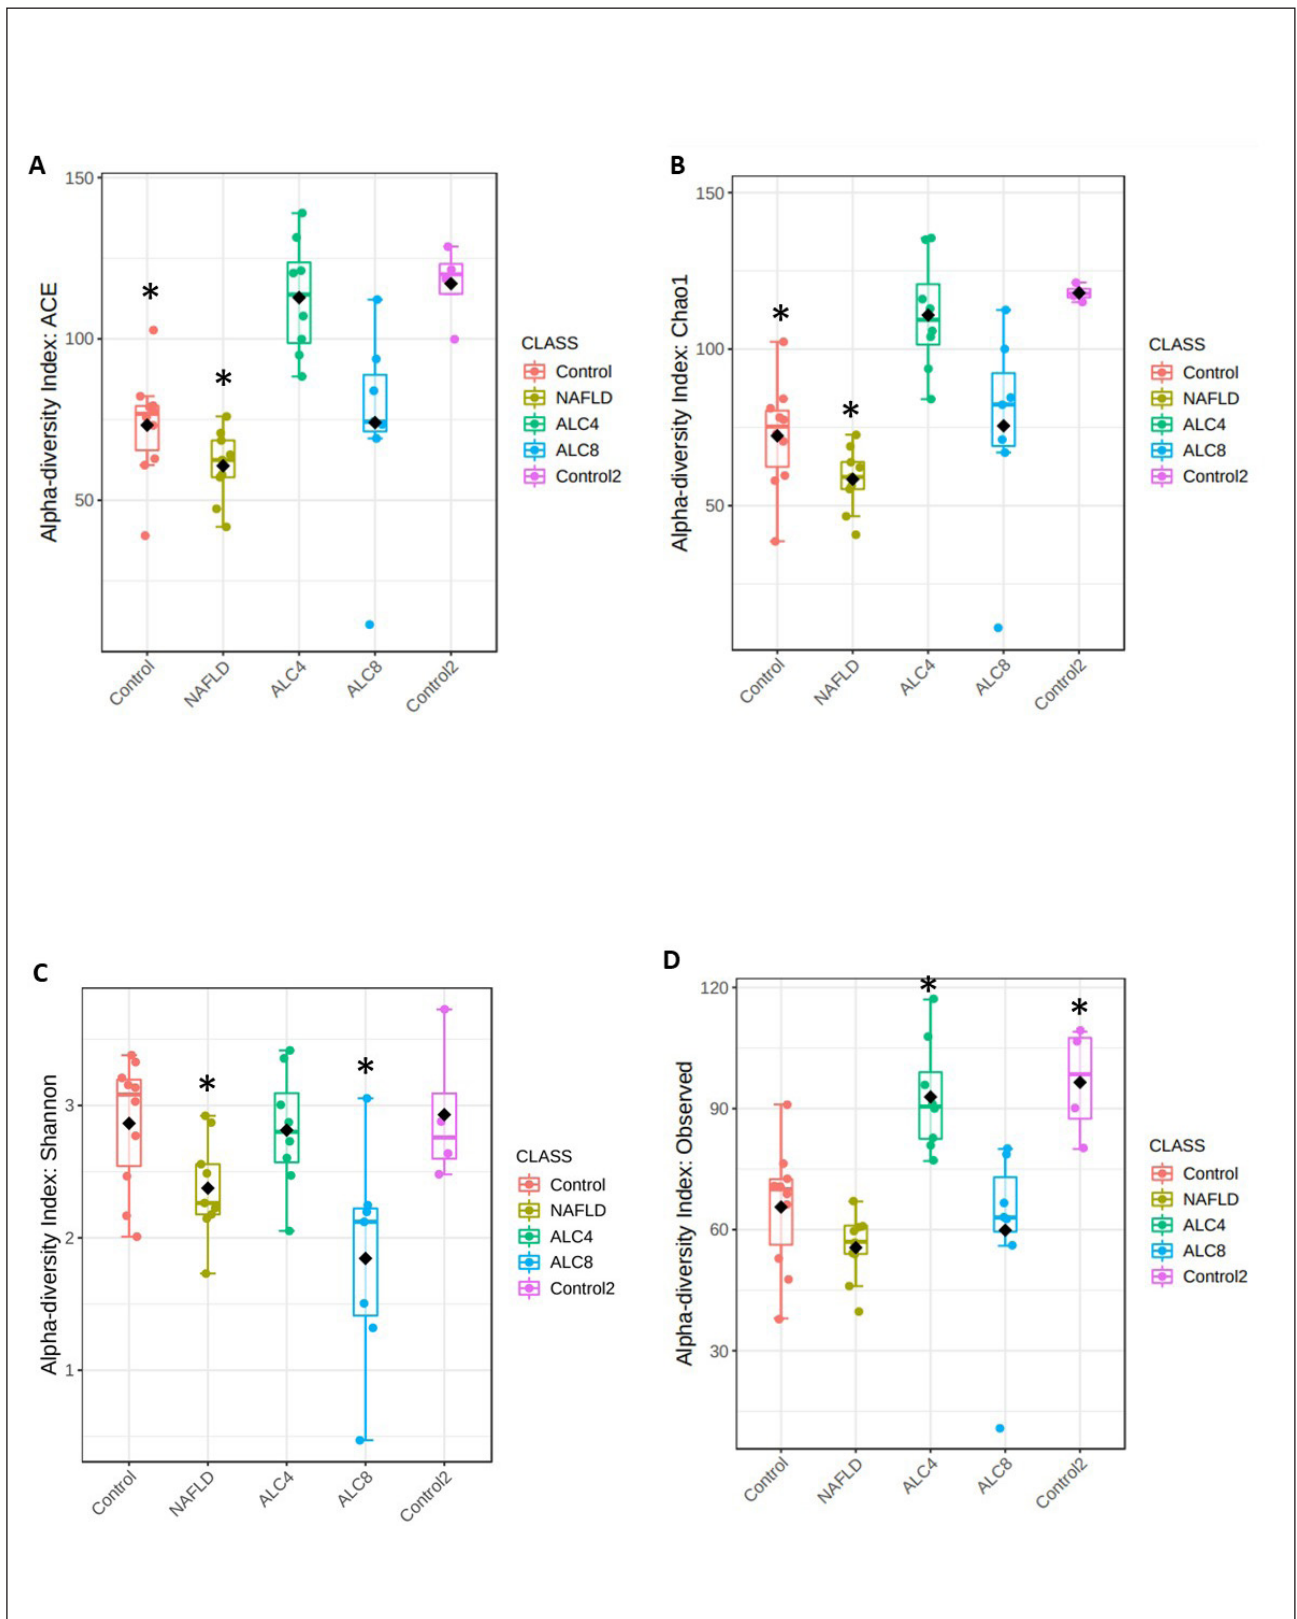 A
Alpha-diversity Index: ACE
150
100
50
*
*
Control
NAFLD
ALC4
ALC8
Control2
CLASS
Control
NAFLD
ALC4
ALC8
Control2
B
Alpha-diversity Index: Chao1
150
100
50
*
*
Control
NAFLD
ALC4
ALC8
Control2
CLASS
Control
NAFLD
ALC4
ALC8
Control2
C
Alpha-diversity Index: Shannon
3
2
1
*
*
Control
NAFLD
ALC4
ALC8
Control2
CLASS
Control
NAFLD
ALC4
ALC8
Control2
D
Alpha-diversity Index: Observed
120
90
60
30
*
*
Control
NAFLD
ALC4
ALC8
Control2
CLASS
Control
NAFLD
ALC4
ALC8
Control2